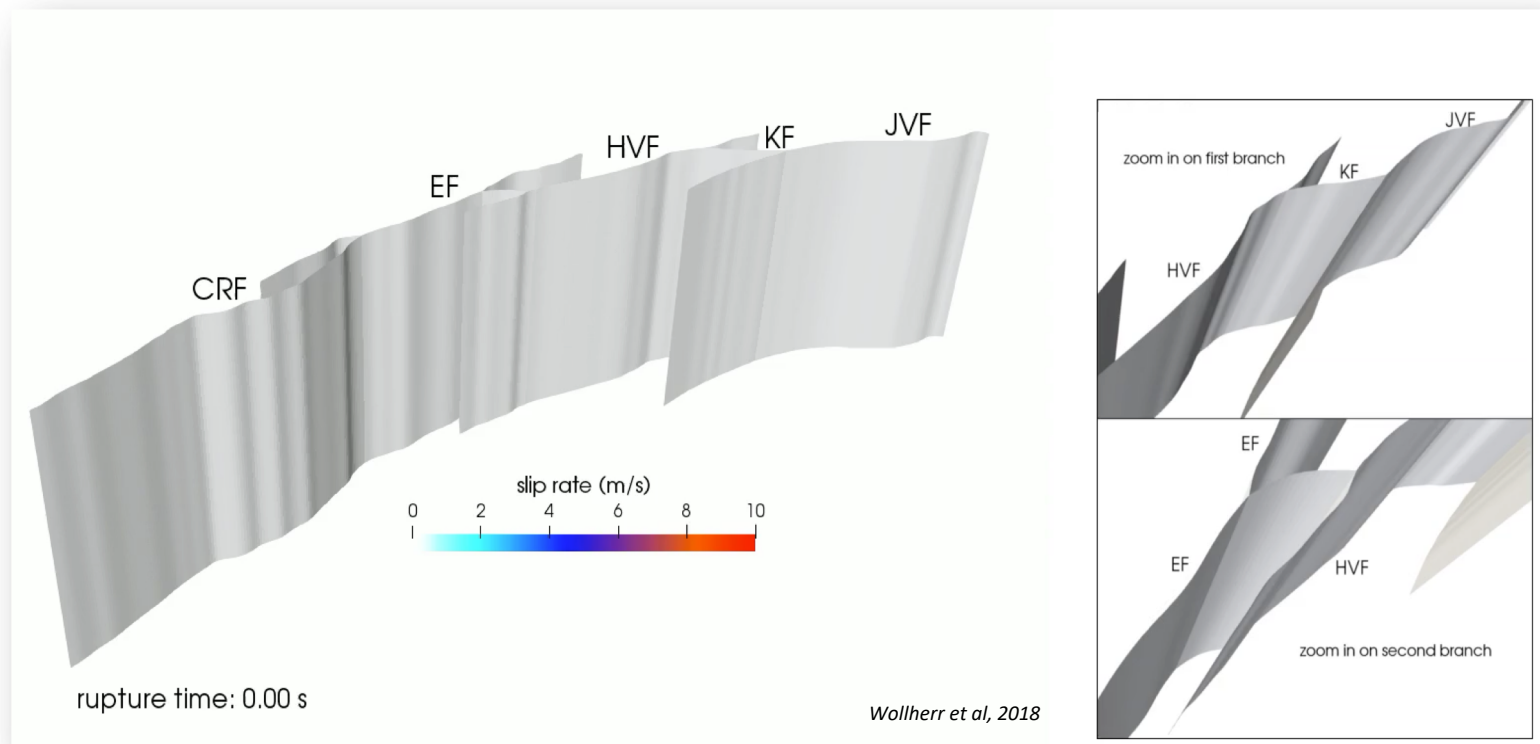 CRF
EF
HVF
KF
JVF
slip rate (m/s)
0 2 4 6 8 10
rupture time: 0.00 s
Wollherr et al, 2018
zoom in on first branch
JVF
KF
HVF
EF
EF
HVF
zoom in on second branch